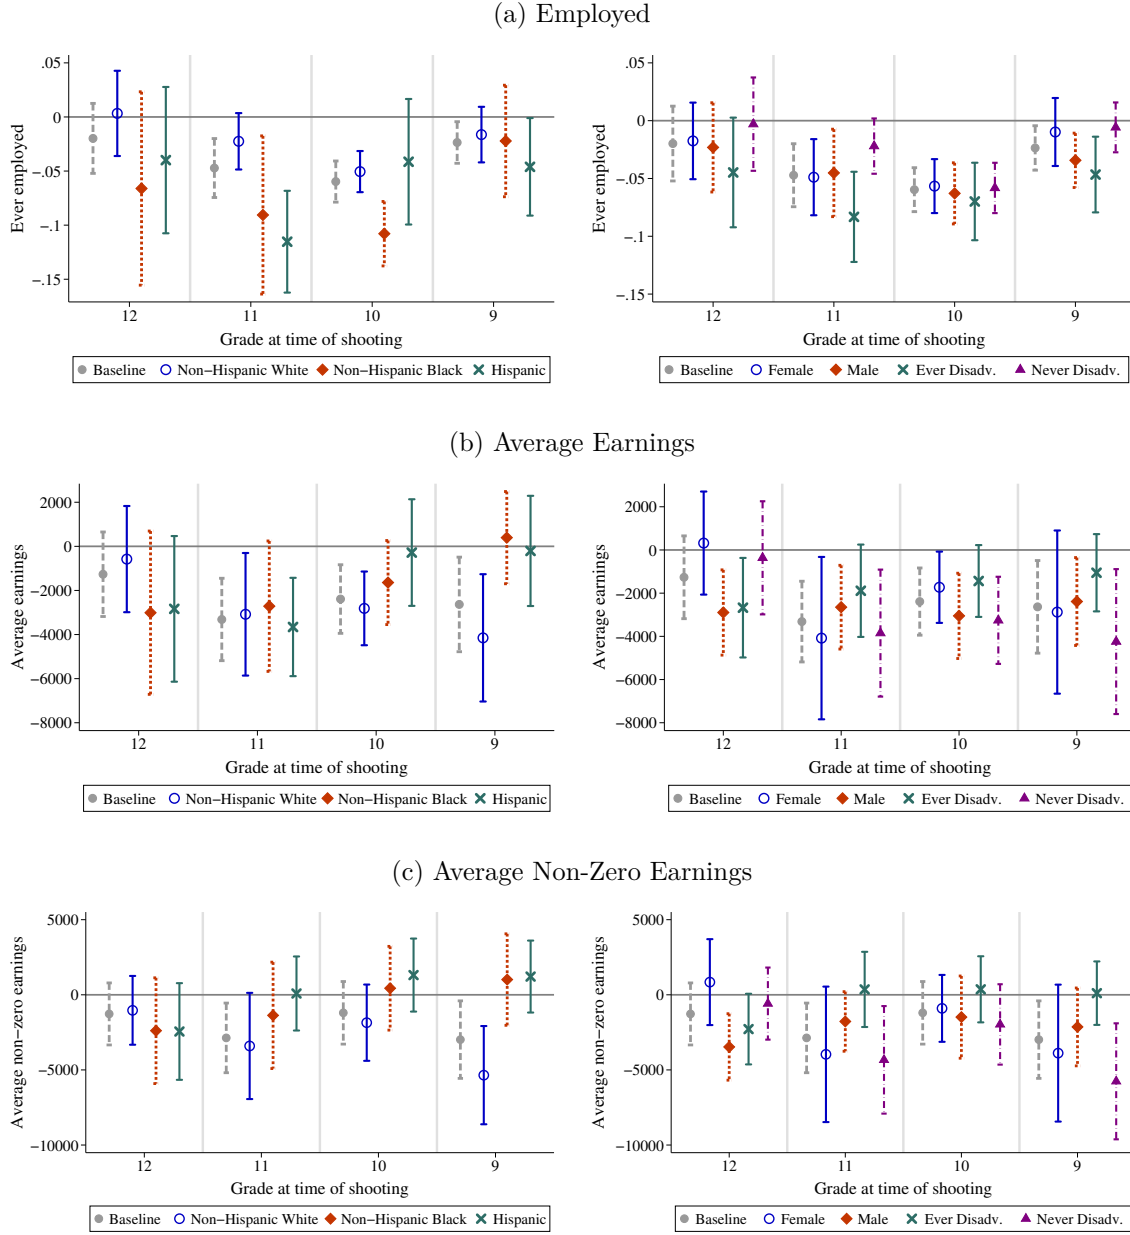 (a) Employed
Ever employed
.05
0
−.05
−.1
−.15
12 11 10 9
Grade at time of shooting
Baseline Non−Hispanic White Non−Hispanic Black Hispanic
Ever employed
.05
0
−.05
−.1
−.15
12 11 10 9
Grade at time of shooting
Baseline Female Male Ever Disadv. Never Disadv.
(b) Average Earnings
Average earnings
2000
0
−2000
−4000
−6000
−8000
12 11 10 9
Grade at time of shooting
Baseline Non−Hispanic White Non−Hispanic Black Hispanic
Average earnings
2000
0
−2000
−4000
−6000
−8000
12 11 10 9
Grade at time of shooting
Baseline Female Male Ever Disadv. Never Disadv.
(c) Average Non-Zero Earnings
Average non−zero earnings
5000
0
−5000
−10000
12 11 10 9
Grade at time of shooting
Baseline Non−Hispanic White Non−Hispanic Black Hispanic
Average non−zero earnings
5000
0
−5000
−10000
12 11 10 9
Grade at time of shooting
Baseline Female Male Ever Disadv. Never Disadv.